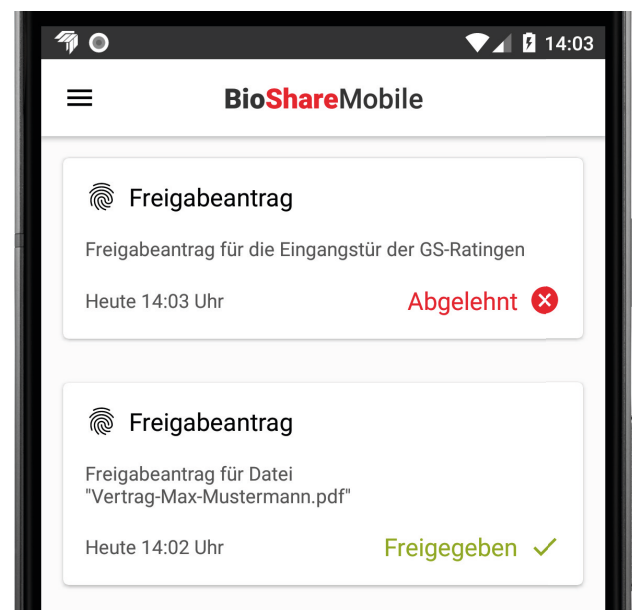 14:03
BioShareMobile
Freigabeantrag
Freigabeantrag für die Eingangstür der GS-Ratingen
Heute 14:03 Uhr Abgelehnt
Freigabeantrag
Freigabeantrag für Datei
"Vertrag-Max-Mustermann.pdf"
Heute 14:02 Uhr Freigegeben